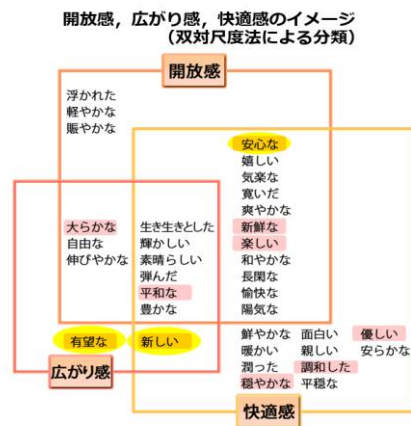 開放感，広がり感，快適感のイメージ
（双対尺度法による分類）
開放感
浮かれた
軽やかな
賑やかな
安心な
嬉しい
気楽な
寛いだ
爽やかな
新鮮な
楽しい
和やかな
長閑な
愉快な
陽気な
大らかな
自由な
伸びやかな
生き生きとした
輝かしい
素晴らしい
弾んだ
平和な
豊かな
有望な
新しい
広がり感
鮮やかな 面白い 優しい
暖かい 親しい 安らかな
潤った 調和した
穏やかな 平穏な
快適感